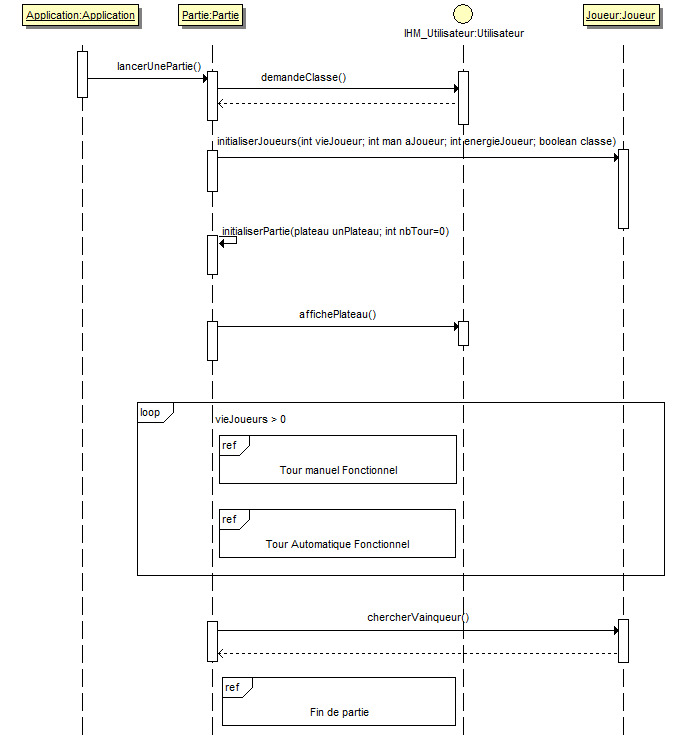 Application:Application
Partie:Partie
IHM_Utilisateur:Utilisateur
Joueur:Joueur
lancerUnePartie()
demandeClasse()
initialiserJoueurs(int vieJoueur; int man aJoueur; int energieJoueur; boolean classe)
initialiserPartie(plateau unPlateau; int nbTour=0)
affichePlateau()
loop
vieJoueurs > 0
ref
Tour manuel Fonctionnel
ref
Tour Automatique Fonctionnel
chercherVainqueur()
ref
Fin de partie